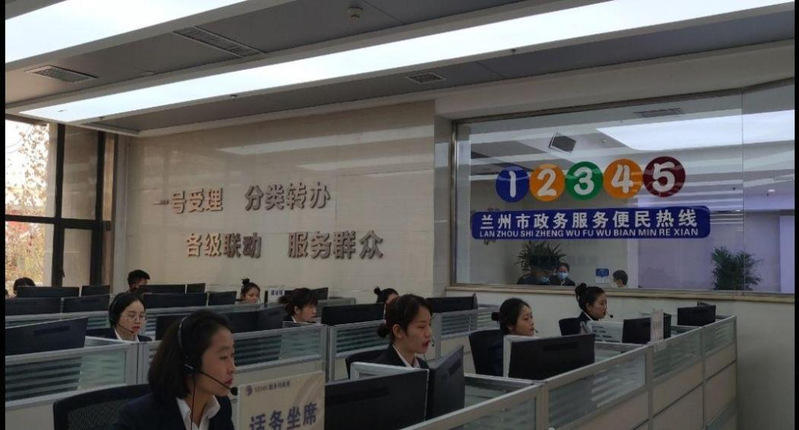 一号受理 分类转办
各级联动 服务群众
12345
兰州市政务服务便民热线
LAN ZHOU SHI ZHENG WU FU WU BIAN MIN RE XIAN
话务坐席